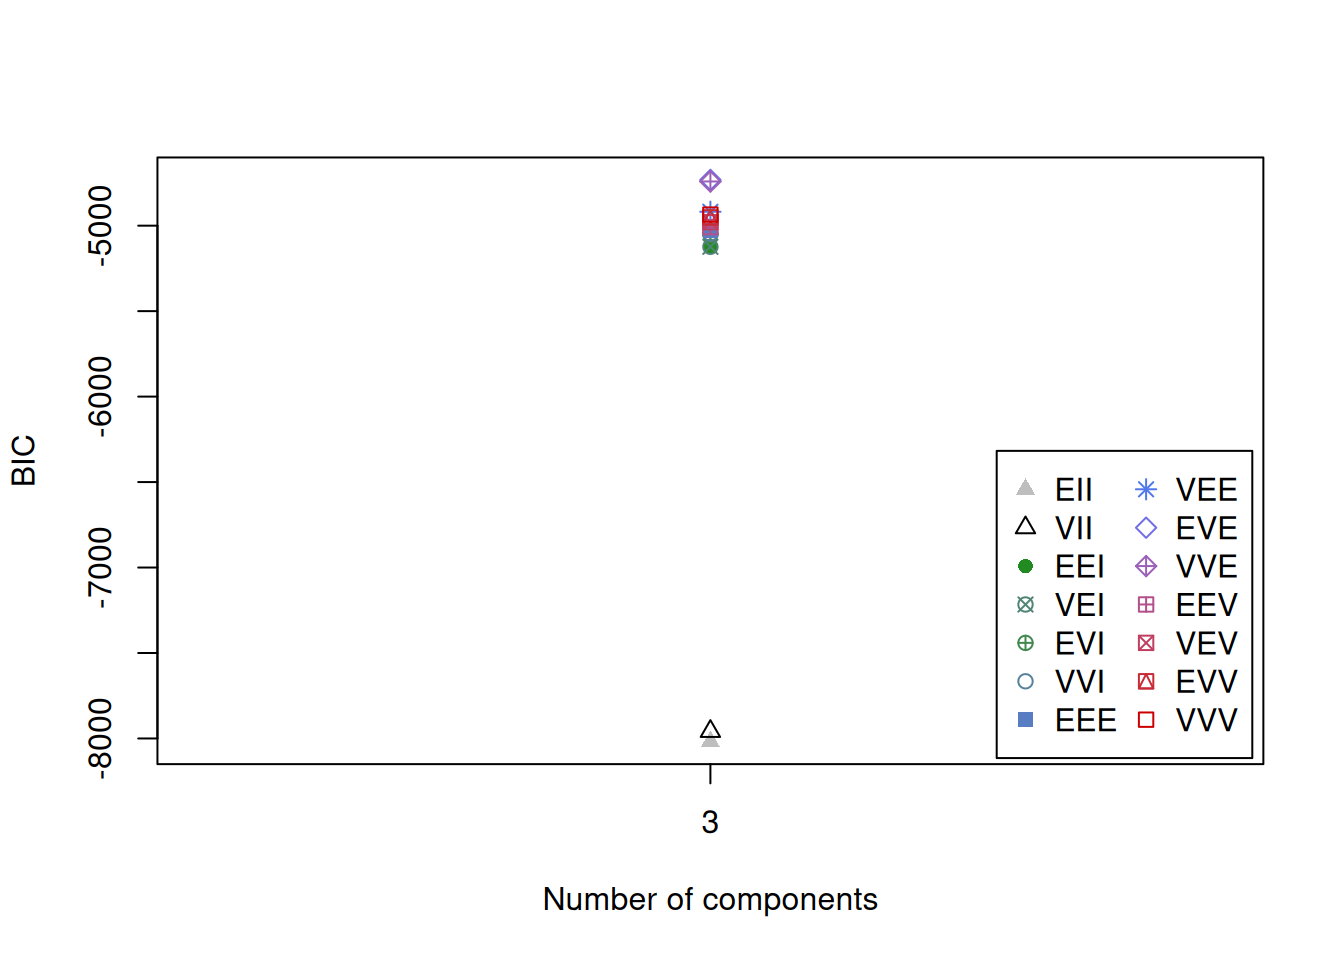 BIC
-5000
-6000
-7000
-8000
EII VEE
VII EVE
EEI VVE
VEI EEV
EVI VEV
VVI EVV
EEE VVV
3
Number of components